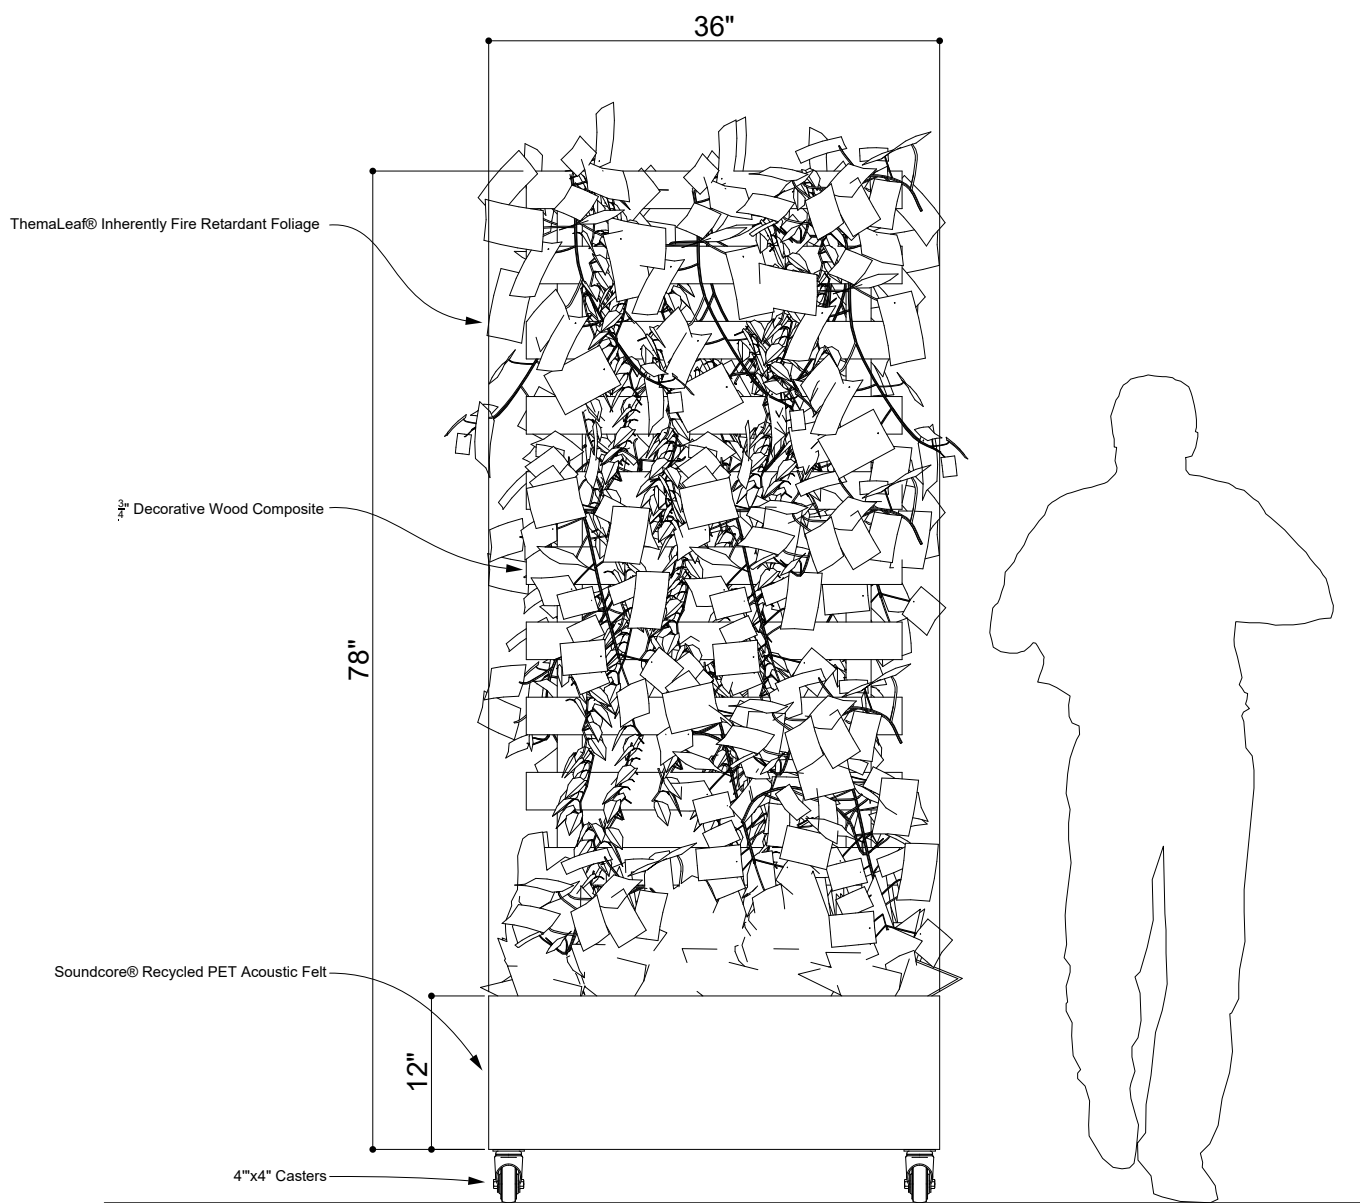 36"
ThemaLeaf® Inherently Fire Retardant Foliage
3/4" Decorative Wood Composite
78"
Soundcore® Recycled PET Acoustic Felt
12"
4'"x4" Casters